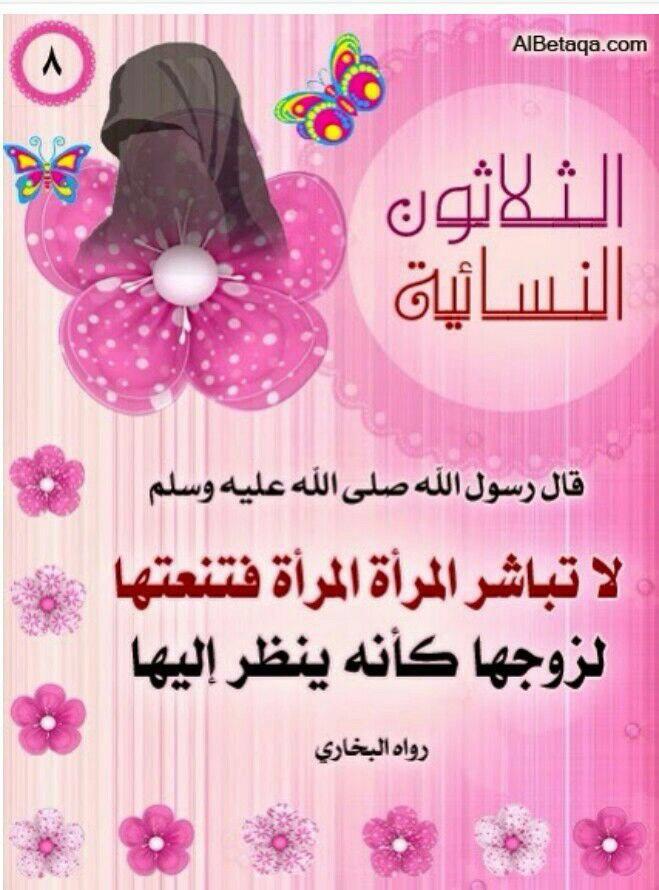 ٨
AlBetaqa.com
الثلاثون
النسائية
قال رسول الله صلى الله عليه وسلم
لا تباشر المرأة المرأة فتنعتها
لزوجها كأنه ينظر إليها
رواه البخاري